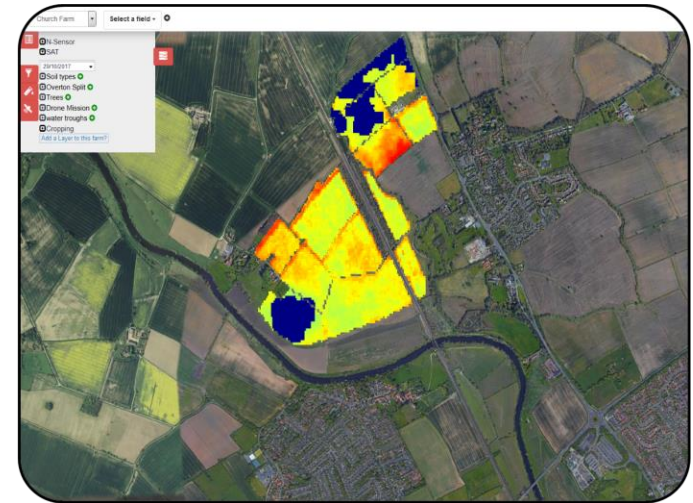 Church Farm
Select a field
N-Sensor
SAT
29/10/2017
Soil types
Overton Split
Trees
Drone Mission
water troughs
Cropping
Add a Layer to this farm?